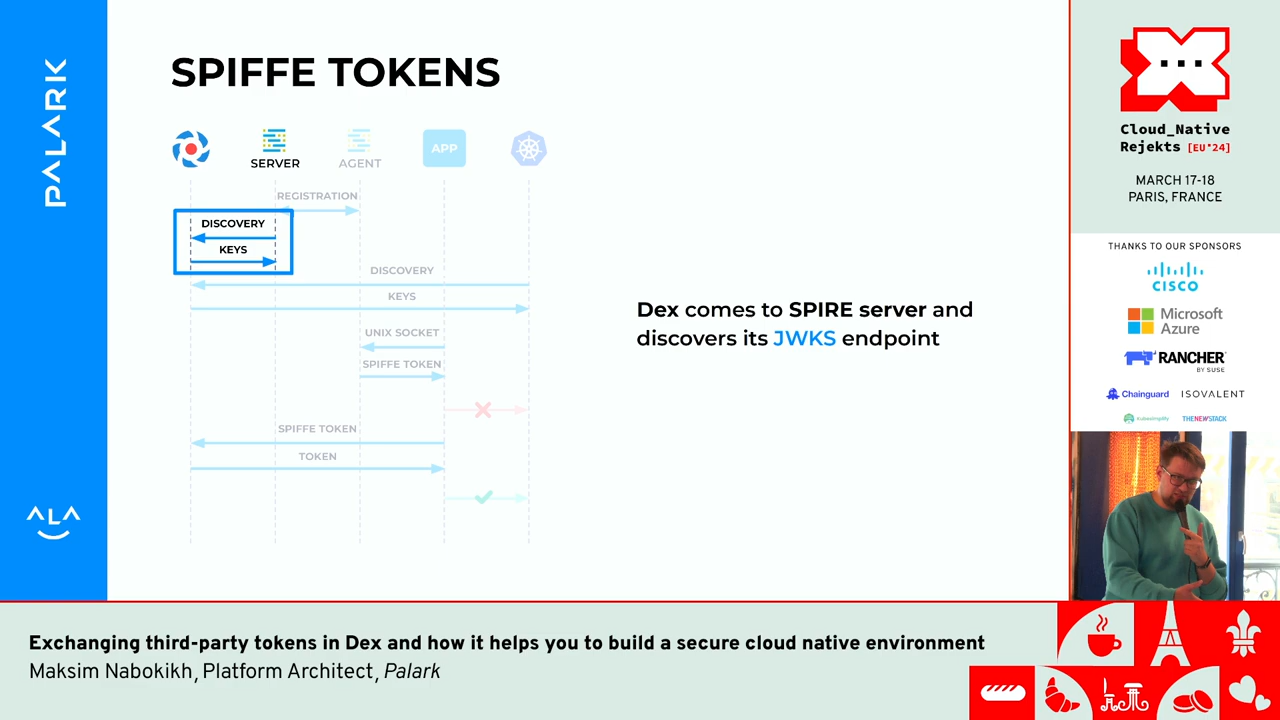 PALARK
SPIFFE TOKENS
APP
SERVER
AGENT
REGISTRATION
DISCOVERY
KEYS
DISCOVERY
KEYS
UNIX SOCKET
SPIFFE TOKEN
SPIFFE TOKEN
TOKEN
Dex comes to SPIRE server and
discovers its JWKS endpoint
Cloud_Native
Rejekts [EU*24]
MARCH 17-18
PARIS, FRANCE
THANKS TO OUR SPONSORS
CISCO
Microsoft
Azure
RANCHER
BY SUSE
Chainguard
ISOVALENT
kubesimplify
THENEWSTACK
Exchanging third-party tokens in Dex and how it helps you to build a secure cloud native environment
Maksim Nabokikh, Platform Architect, Palark